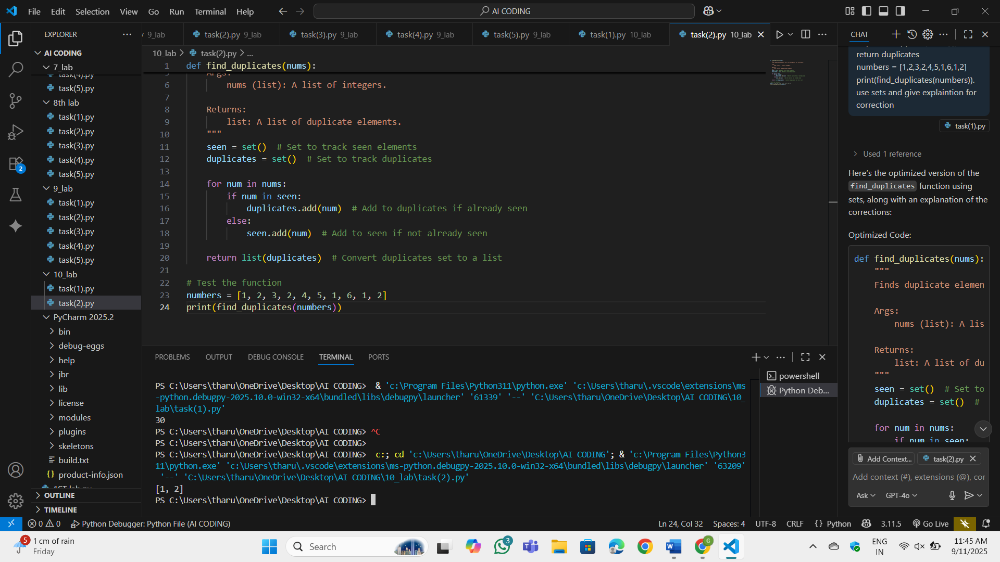 File Edit Selection View Go Run Terminal Help
AI CODING
EXPLORER
AI CODING
7_lab
task(4).py
task(5).py
8th lab
task(1).py
task(2).py
task(3).py
task(4).py
task(5).py
9_lab
task(1).py
task(2).py
task(3).py
task(4).py
task(5).py
10_lab
task(1).py
task(2).py
PyCharm 2025.2
bin
debug-eggs
help
jbr
lib
license
modules
plugins
skeletons
build.txt
product-info.json
1ST lab.py
OUTLINE
TIMELINE
2
9_lab task(2).py 9_lab task(3).py 9_lab task(4).py 9_lab task(5).py 9_lab task(1).py 10_lab task(2).py 10_lab
10_lab > task(2).py > ...
1 def find_duplicates(nums):
Args:
6 nums (list): A list of integers.
7
8 Returns:
9 list: A list of duplicate elements.
10 """
11 seen = set() # Set to track seen elements
12 duplicates = set() # Set to track duplicates
13
14 for num in nums:
15 if num in seen:
16 duplicates.add(num) # Add to duplicates if already seen
17 else:
18 seen.add(num) # Add to seen if not already seen
19
20 return list(duplicates) # Convert duplicates set to a list
21
22 # Test the function
23 numbers = [1, 2, 3, 2, 4, 5, 1, 6, 1, 2]
24 print(find_duplicates(numbers))
PROBLEMS OUTPUT DEBUG CONSOLE TERMINAL PORTS
PS C:\Users\tharu\OneDrive\Desktop\AI CODING> & 'c:\Program Files\Python311\python.exe' 'c:\Users\tharu\.vscode\extensions\ms
-python.debugpy-2025.10.0-win32-x64\bundled\libs\debugpy\launcher' '61339' '--' 'C:\Users\tharu\OneDrive\Desktop\AI CODING\10_
lab\task(1).py'
30
PS C:\Users\tharu\OneDrive\Desktop\AI CODING> ^C
PS C:\Users\tharu\OneDrive\Desktop\AI CODING>
PS C:\Users\tharu\OneDrive\Desktop\AI CODING> c:; cd 'c:\Users\tharu\OneDrive\Desktop\AI CODING'; & 'c:\Program Files\Python3
11\python.exe' 'c:\Users\tharu\.vscode\extensions\ms-python.debugpy-2025.10.0-win32-x64\bundled\libs\debugpy\launcher' '63209'
'--' 'C:\Users\tharu\OneDrive\Desktop\AI CODING\10_lab\task(2).py'
[1, 2]
PS C:\Users\tharu\OneDrive\Desktop\AI CODING>
powershell
Python Deb...
CHAT
return duplicates
numbers = [1,2,3,2,4,5,1,6,1,2]
print(find_duplicates(numbers)).
use sets and give explaintion for
correction
task(1).py
Used 1 reference
Here's the optimized version of the
find_duplicates function using
sets, along with an explanation of the
corrections:
Optimized Code:
def find_duplicates(nums):
"""
Finds duplicate elemen
Args:
nums (list): A lis
Returns:
list: A list of du
"""
seen = set() # Set to
duplicates = set() #
for num in nums:
if num in seen:
Add Context... task(2).py
Add context (#), extensions (@), cor
Ask GPT-4o
0 0 Python Debugger: Python File (AI CODING) Ln 24, Col 32 Spaces: 4 UTF-8 CRLF {} Python 3.11.5 Go Live
5
1 cm of rain
Friday
Search
3
G
ENG
IN
11:45 AM
9/11/2025